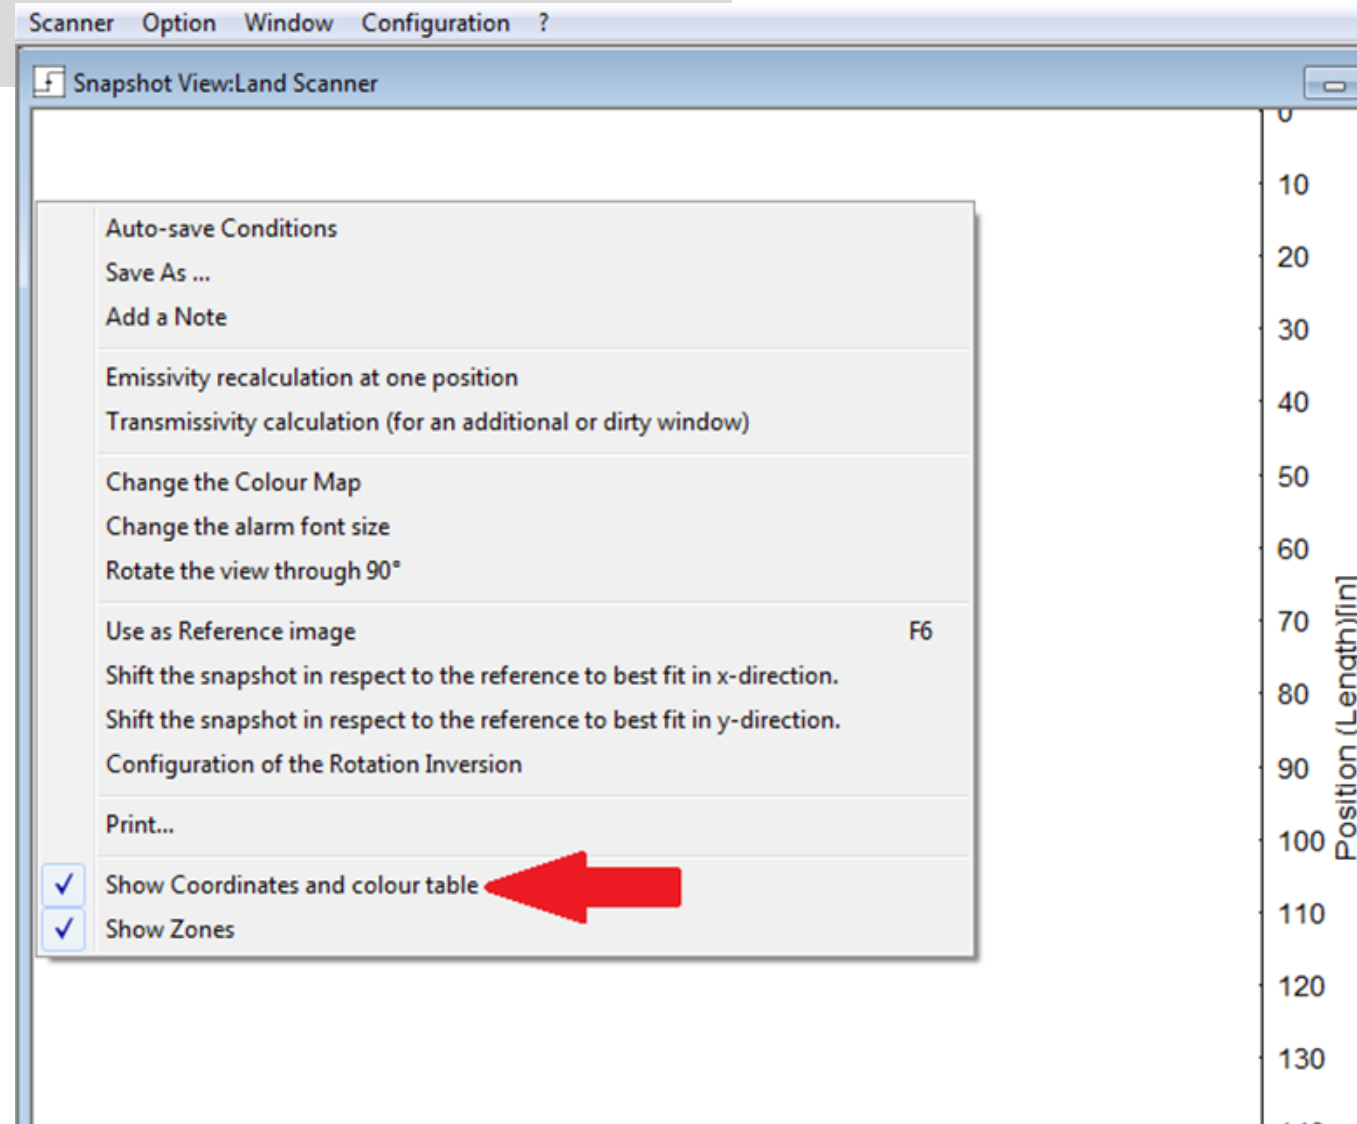 Scanner Option Window Configuration ?
Snapshot View:Land Scanner
Auto-save Conditions
Save As ...
Add a Note
Emissivity recalculation at one position
Transmissivity calculation (for an additional or dirty window)
Change the Colour Map
Change the alarm font size
Rotate the view through 90°
Use as Reference image F6
Shift the snapshot in respect to the reference to best fit in x-direction.
Shift the snapshot in respect to the reference to best fit in y-direction.
Configuration of the Rotation Inversion
Print...
Show Coordinates and colour table
Show Zones
0
10
20
30
40
50
60
70
80
90
100
110
120
130
Position (Length)[in]